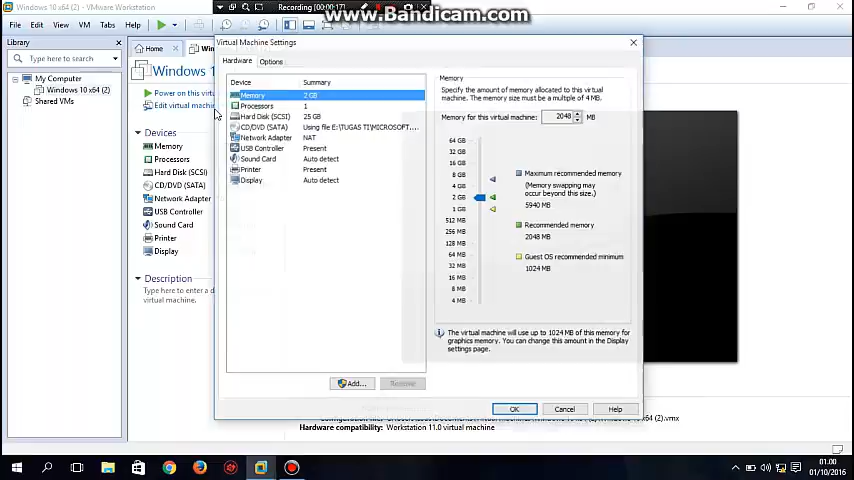 Windows 10 x64 (2) - VMware Workstation
Recording [00:00:17]
www.Bandicam.com
File Edit View VM Tabs Help
Library
Type here to search
My Computer
Windows 10 x64 (2)
Shared VMs
Home
Windows 10
Power on this
Edit virtual machin
Devices
Memory
Processors
Hard Disk (SCSI)
CD/DVD (SATA)
Network Adapter
USB Controller
Sound Card
Printer
Display
Description
Type here to enter a
virtual machine.
Virtual Machine Settings
Hardware Options
Device Summary
Memory 2 GB
Processors 1
Hard Disk (SCSI) 25 GB
CD/DVD (SATA) Using file E:\TUGAS TI\MICROSOFT....
Network Adapter NAT
USB Controller Present
Sound Card Auto detect
Printer Present
Display Auto detect
Add... Remove
Memory
Specify the amount of memory allocated to this virtual
machine. The memory size must be a multiple of 4 MB.
Memory for this virtual machine: 2048 MB
64 GB
32 GB
16 GB
8 GB
4 GB
2 GB
1 GB
512 MB
256 MB
128 MB
64 MB
32 MB
16 MB
8 MB
4 MB
Maximum recommended memory
(Memory swapping may
occur beyond this size.)
5940 MB
Recommended memory
2048 MB
Guest OS recommended minimum
1024 MB
The virtual machine will use up to 1024 MB of this memory for
graphics memory. You can change this amount in the Display
settings page.
OK Cancel Help
Hardware compatibility: Workstation 11.0 virtual machine
01.00
01/10/2016